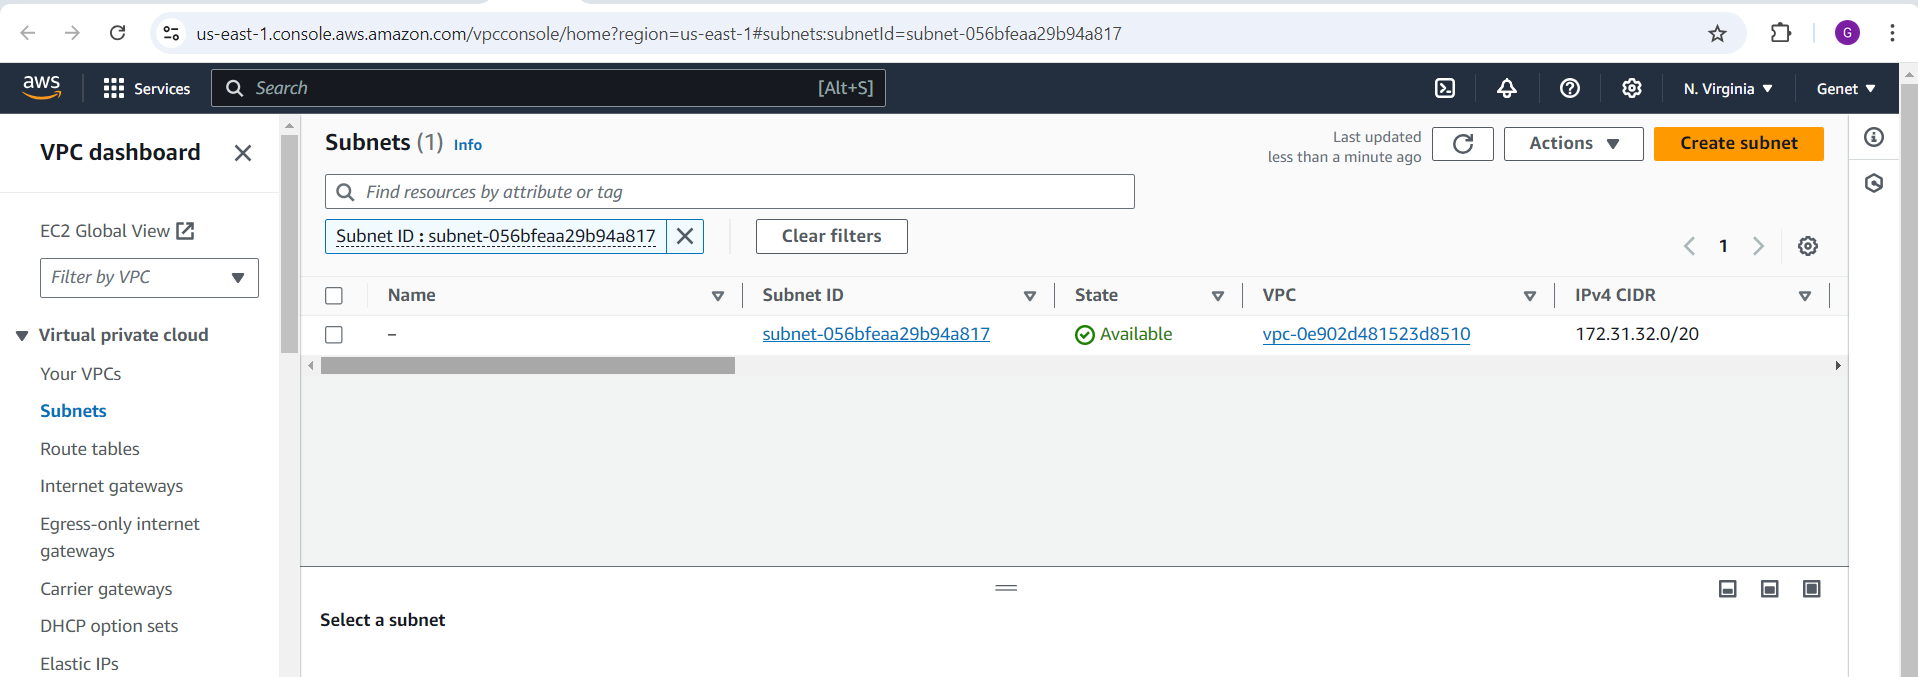 us-east-1.console.aws.amazon.com/vpcconsole/home?region=us-east-1#subnets:subnetId=subnet-056bfeaa29b94a817
G
aws
Services
Search
[Alt+S]
N. Virginia
Genet
VPC dashboard
EC2 Global View
Filter by VPC
Virtual private cloud
Your VPCs
Subnets
Route tables
Internet gateways
Egress-only internet
gateways
Carrier gateways
DHCP option sets
Elastic IPs
Subnets (1) Info
Last updated
less than a minute ago
Actions
Create subnet
Find resources by attribute or tag
Subnet ID : subnet-056bfeaa29b94a817
Clear filters
1
Name Subnet ID State VPC IPv4 CIDR
– subnet-056bfeaa29b94a817 Available vpc-0e902d481523d8510 172.31.32.0/20
Select a subnet